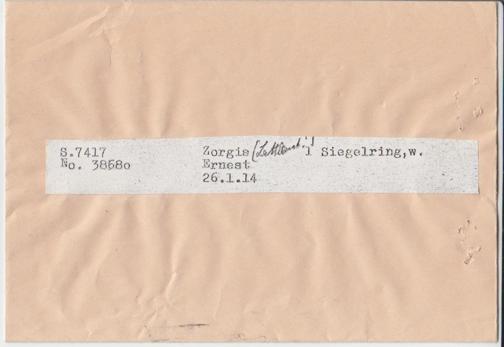 S.7417 Zorgis (Lettland!) 1 Siegelring,w.
No. 38680 Ernest
26.1.14